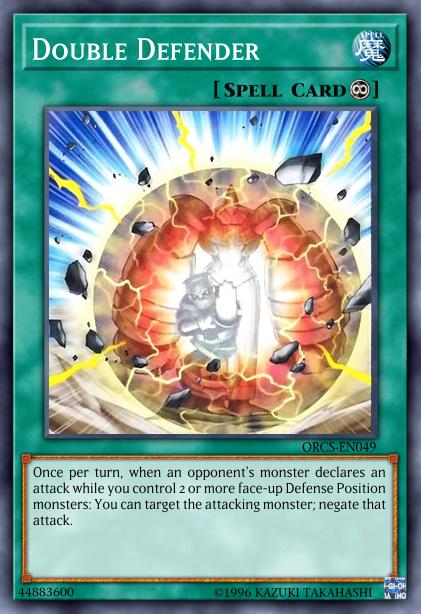 Double Defender
SPELL
魔
[Spell Card]
ORCS-EN049
Once per turn, when an opponent's monster declares an
attack while you control 2 or more face-up Defense Position
monsters: You can target the attacking monster; negate that
attack.
44883600
©1996 KAZUKI TAKAHASHI